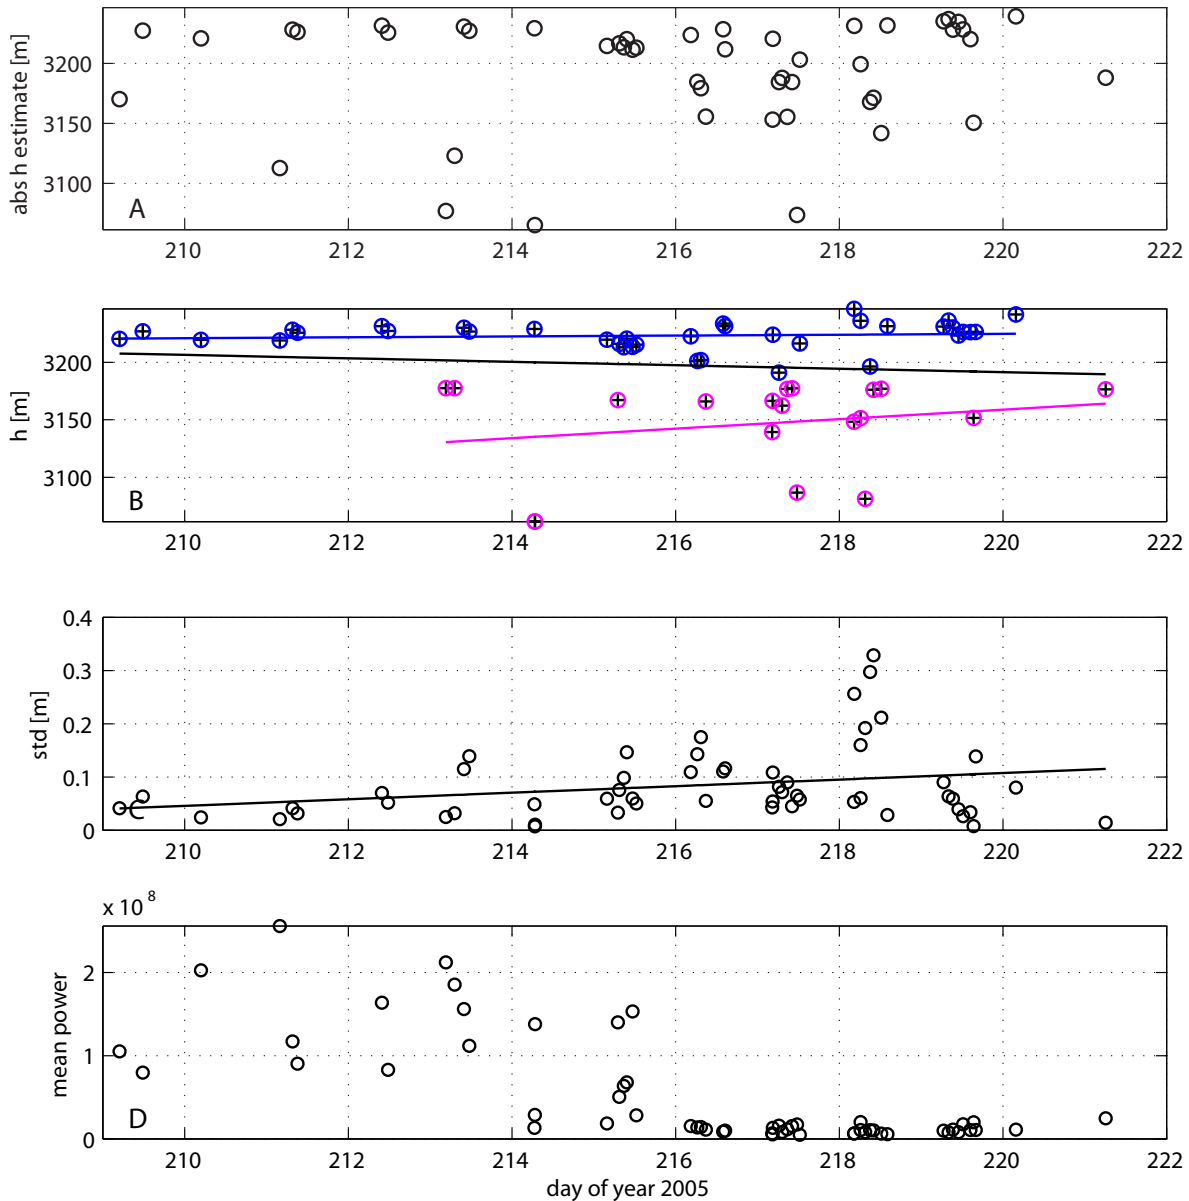 abs h estimate [m]
3200
3150
3100
A
210 212 214 216 218 220 222
h [m]
3200
3150
3100
B
210 212 214 216 218 220 222
std [m]
0.4
0.3
0.2
0.1
0
C
210 212 214 216 218 220 222
x 10 8
mean power
2
1
0
D
210 212 214 216 218 220 222
day of year 2005